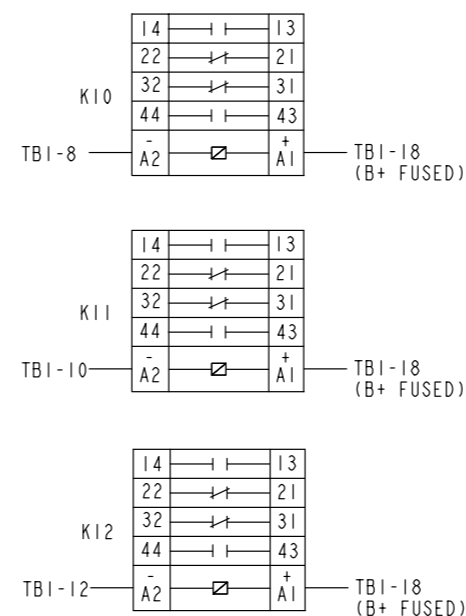 14 13
22 21
32 31
K10
44 43
- +
TB1-8 A2 A1 TB1-18
(B+ FUSED)
14 13
22 21
32 31
K11
44 43
- +
TB1-10 A2 A1 TB1-18
(B+ FUSED)
14 13
22 21
32 31
K12
44 43
- +
TB1-12 A2 A1 TB1-18
(B+ FUSED)